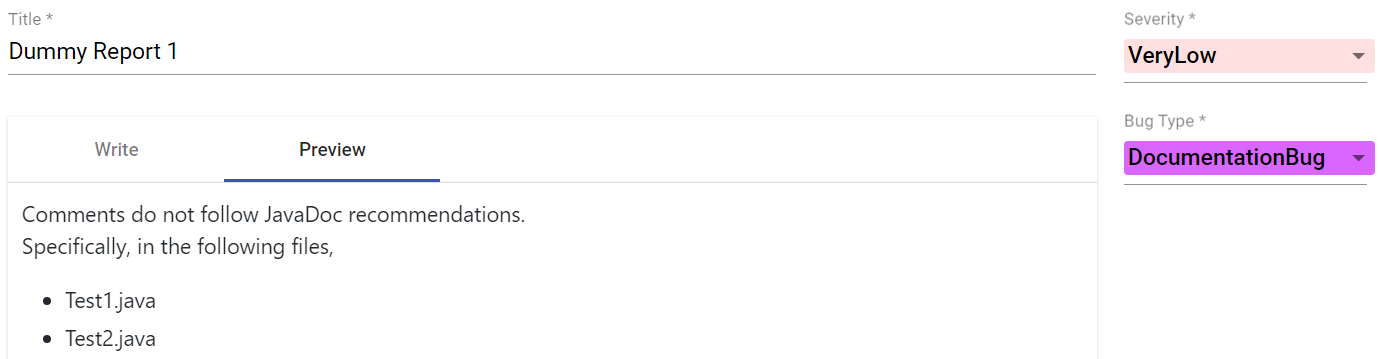 Title *
Dummy Report 1
Severity *
VeryLow
Bug Type *
DocumentationBug
Write
Preview
Comments do not follow JavaDoc recommendations.
Specifically, in the following files,
• Test1.java
• Test2.java